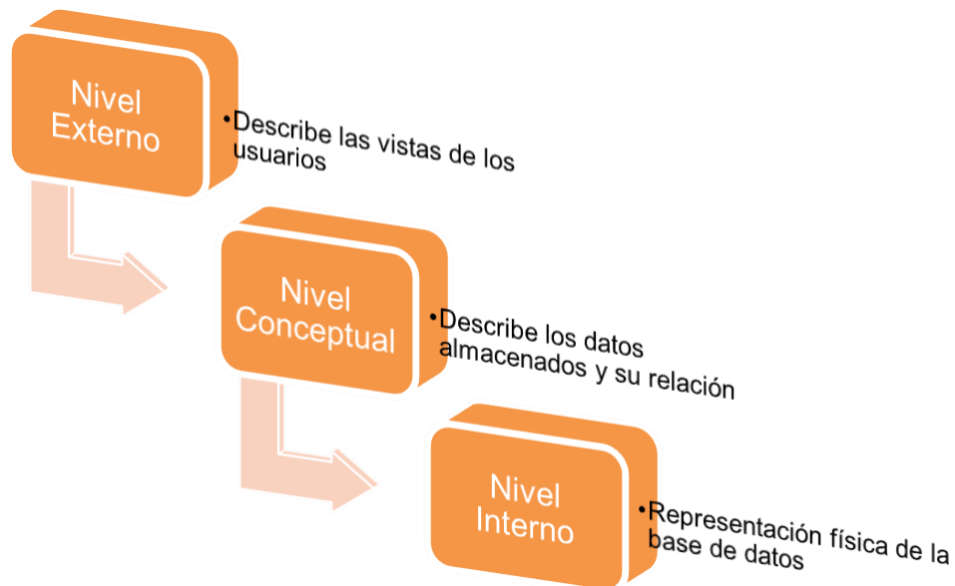 Nivel
Externo
•Describe las vistas de los
usuarios
Nivel
Conceptual
•Describe los datos
almacenados y su relación
Nivel
Interno
•Representación física de la
base de datos